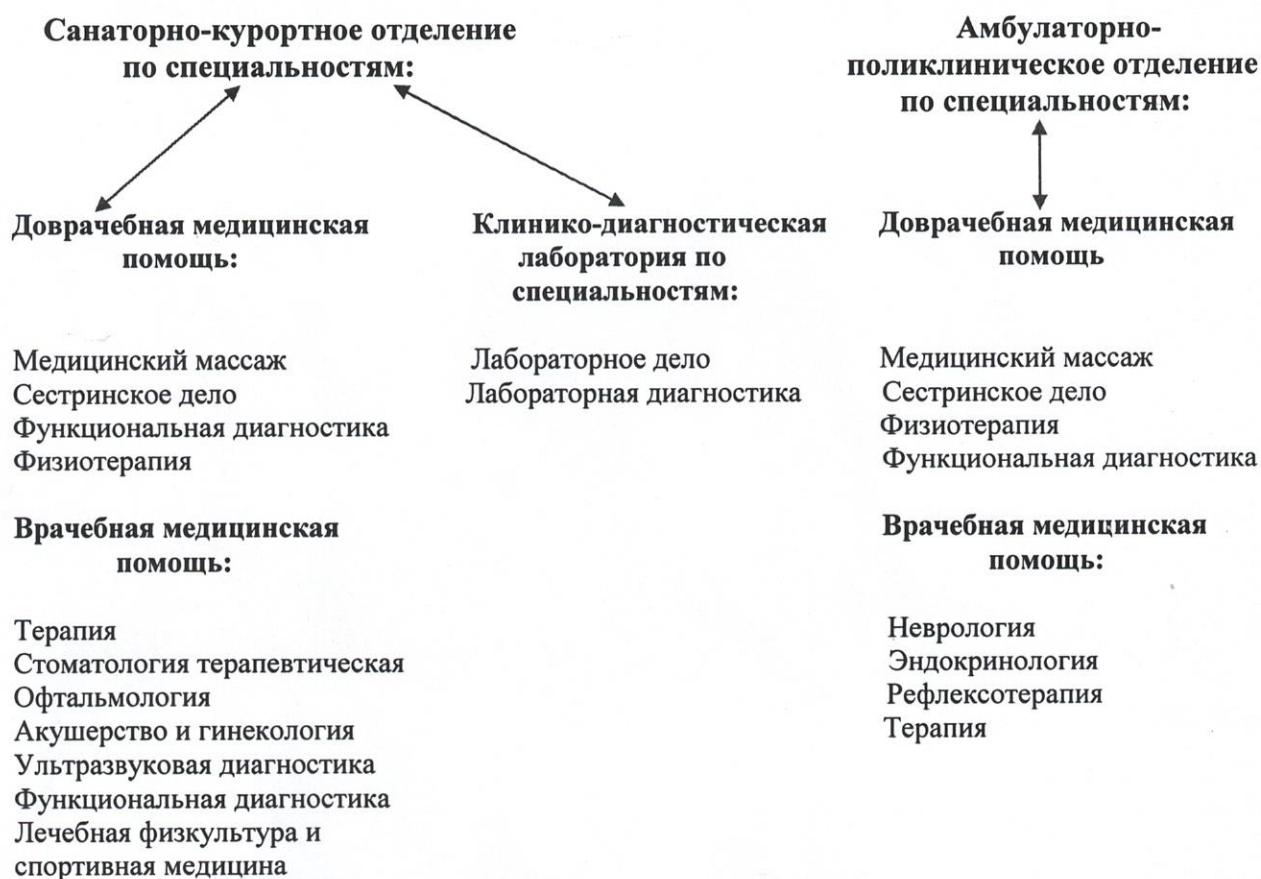 Санаторно-курортное отделение
по специальностям:
Амбулаторно-
поликлиническое отделение
по специальностям:
Доврачебная медицинская
помощь:
Клинико-диагностическая
лаборатория по
специальностям:
Доврачебная медицинская
помощь
Медицинский массаж
Сестринское дело
Функциональная диагностика
Физиотерапия
Лабораторное дело
Лабораторная диагностика
Медицинский массаж
Сестринское дело
Физиотерапия
Функциональная диагностика
Врачебная медицинская
помощь:
Врачебная медицинская
помощь:
Терапия
Стоматология терапевтическая
Офтальмология
Акушерство и гинекология
Ультразвуковая диагностика
Функциональная диагностика
Лечебная физкультура и
спортивная медицина
Неврология
Эндокринология
Рефлексотерапия
Терапия